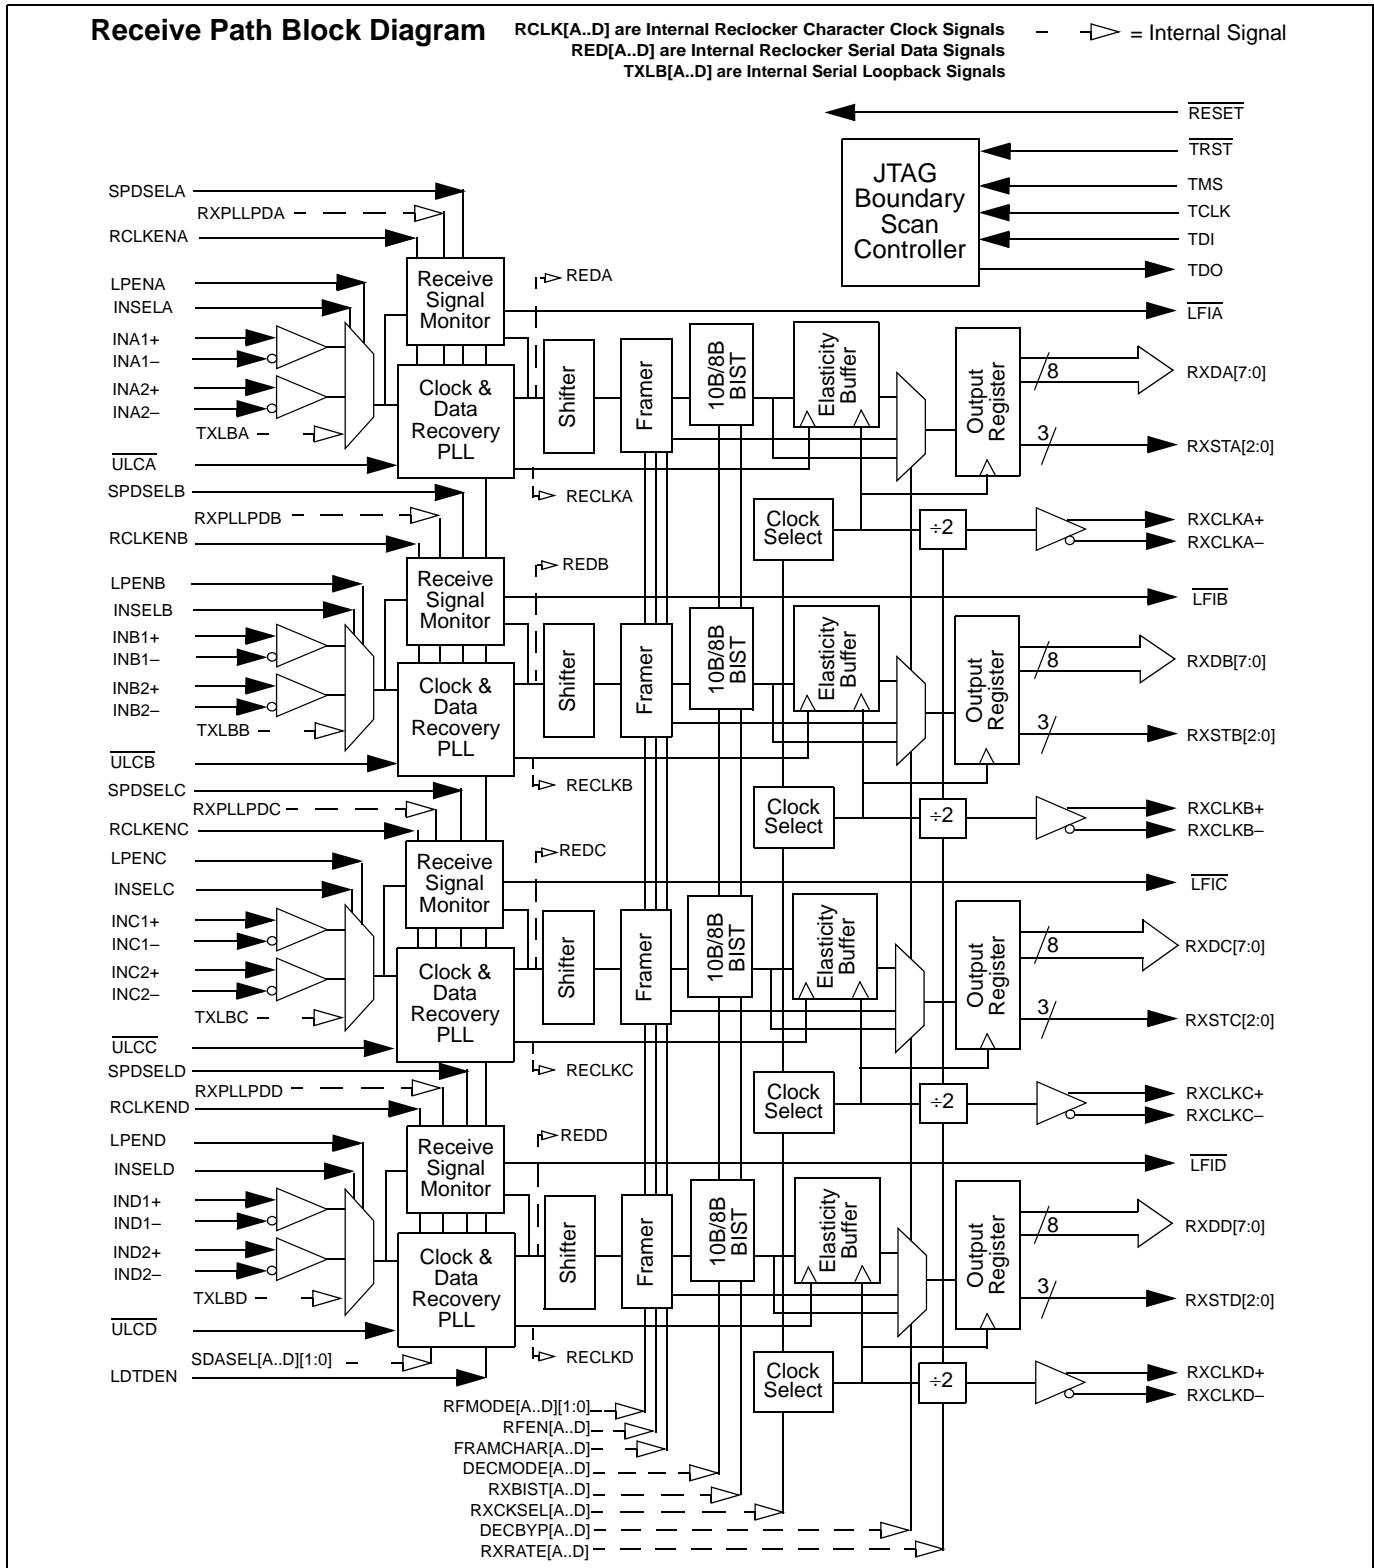 Receive Path Block Diagram
RCLK[A..D] are Internal Reclocker Character Clock Signals
RED[A..D] are Internal Reclocker Serial Data Signals
TXLB[A..D] are Internal Serial Loopback Signals
= Internal Signal
RESET
TRST
TMS
TCLK
TDI
TDO
JTAG
Boundary
Scan
Controller
SPDSELA
RXPLLPDA
RCLKENA
LPENA
INSELA
INA1+
INA1–
INA2+
INA2–
TXLBA
ULCA
Receive
Signal
Monitor
Clock &
Data
Recovery
PLL
REDA
RECLKA
Shifter
Framer
10B/8B
BIST
Elasticity
Buffer
Output
Register
Clock
Select
÷2
8
3
LFIA
RXDA[7:0]
RXSTA[2:0]
RXCLKA+
RXCLKA–
SPDSELB
RXPLLPDB
RCLKENB
LPENB
INSELB
INB1+
INB1–
INB2+
INB2–
TXLBB
ULCB
Receive
Signal
Monitor
Clock &
Data
Recovery
PLL
REDB
RECLKB
Shifter
Framer
10B/8B
BIST
Elasticity
Buffer
Output
Register
Clock
Select
÷2
8
3
LFIB
RXDB[7:0]
RXSTB[2:0]
RXCLKB+
RXCLKB–
SPDSELC
RXPLLPDC
RCLKENC
LPENC
INSELC
INC1+
INC1–
INC2+
INC2–
TXLBC
ULCC
Receive
Signal
Monitor
Clock &
Data
Recovery
PLL
REDC
RECLKC
Shifter
Framer
10B/8B
BIST
Elasticity
Buffer
Output
Register
Clock
Select
÷2
8
3
LFIC
RXDC[7:0]
RXSTC[2:0]
RXCLKC+
RXCLKC–
SPDSELD
RXPLLPDD
RCLKEND
LPEND
INSELD
IND1+
IND1–
IND2+
IND2–
TXLBD
ULCD
Receive
Signal
Monitor
Clock &
Data
Recovery
PLL
REDD
RECLKD
Shifter
Framer
10B/8B
BIST
Elasticity
Buffer
Output
Register
Clock
Select
÷2
8
3
LFID
RXDD[7:0]
RXSTD[2:0]
RXCLKD+
RXCLKD–
SDASEL[A..D][1:0]
LDTDEN
RFMODE[A..D][1:0]
RFEN[A..D]
FRAMCHAR[A..D]
DECMODE[A..D]
RXBIST[A..D]
RXCKSEL[A..D]
DECBYP[A..D]
RXRATE[A..D]